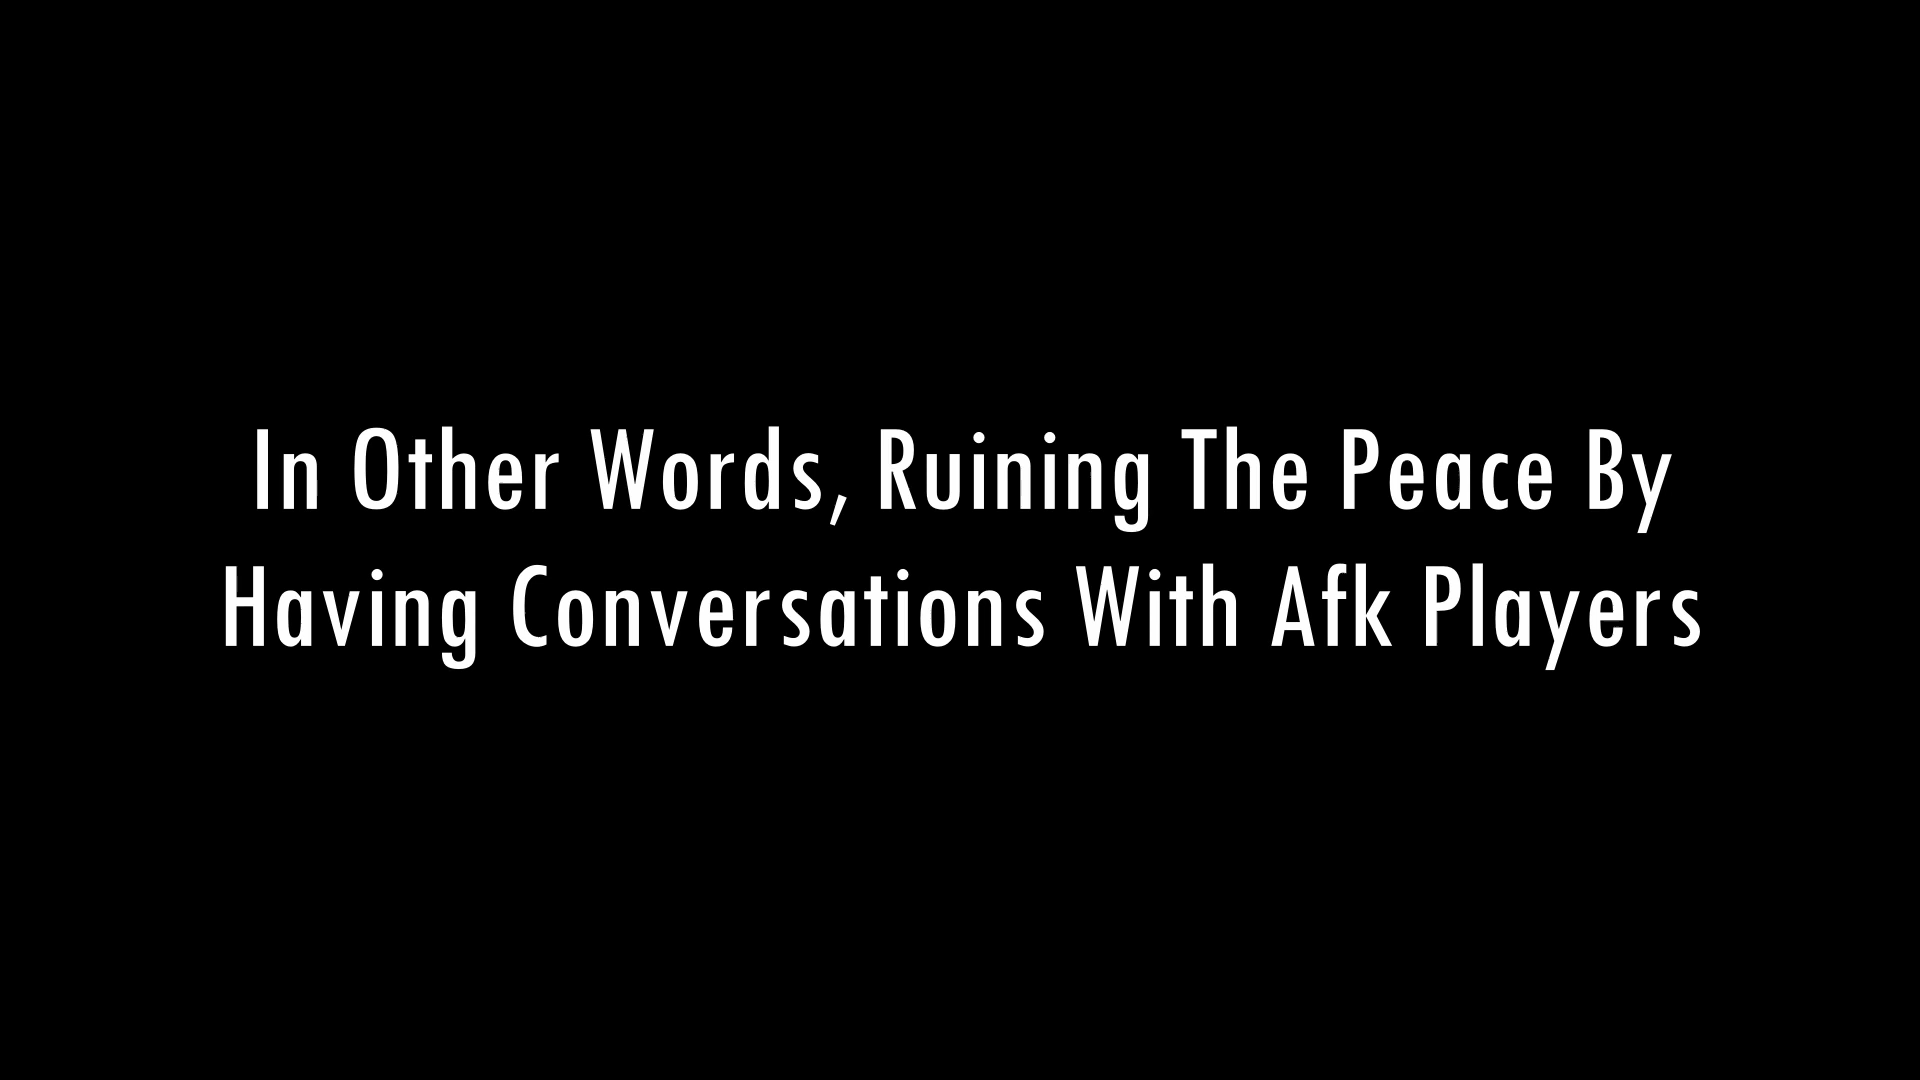 In Other Words, Ruining The Peace By
Having Conversations With Afk Players